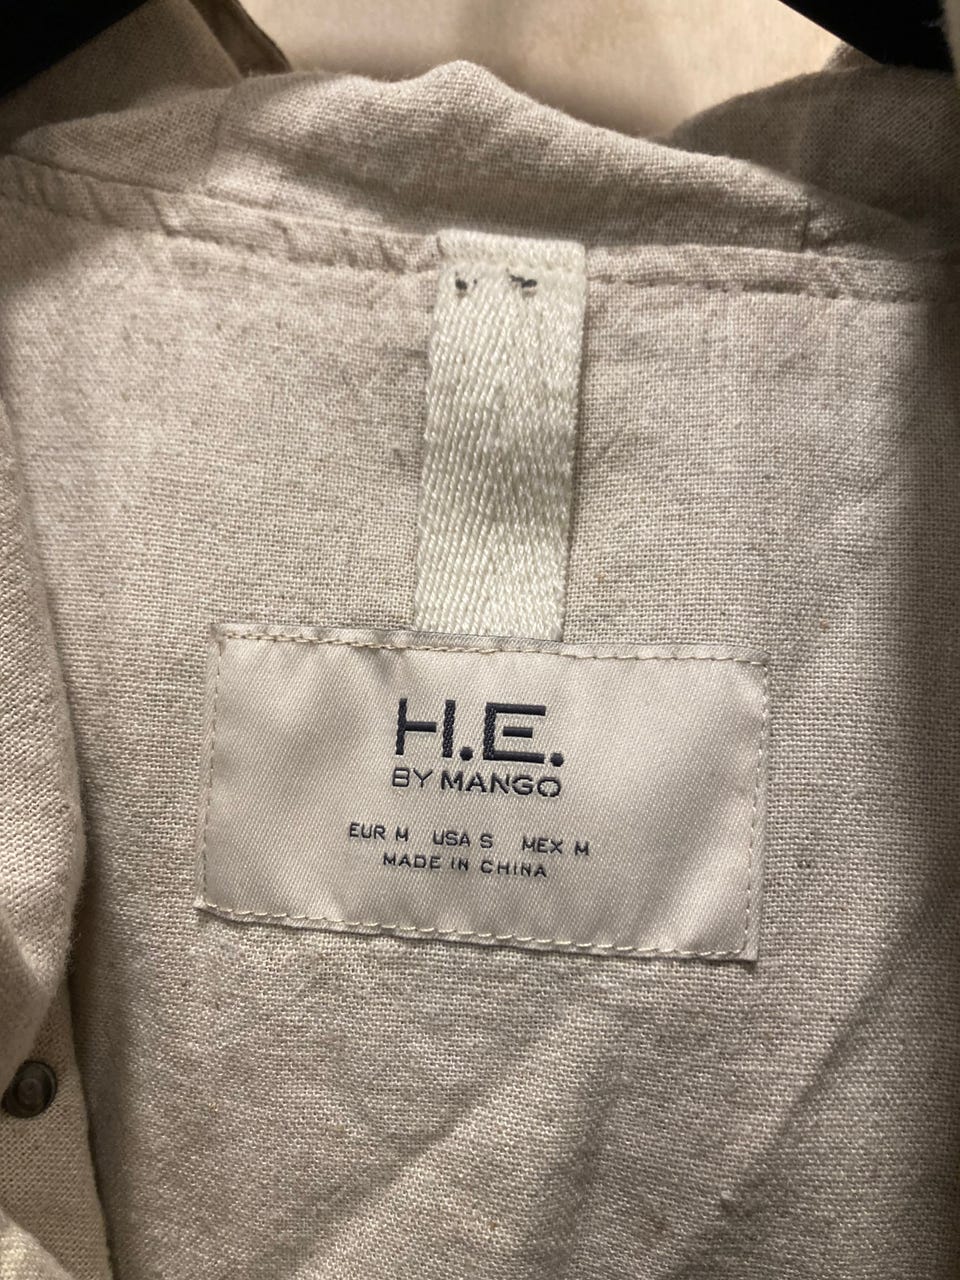 H.E.
BY MANGO
EUR M USA S MEX M
MADE IN CHINA